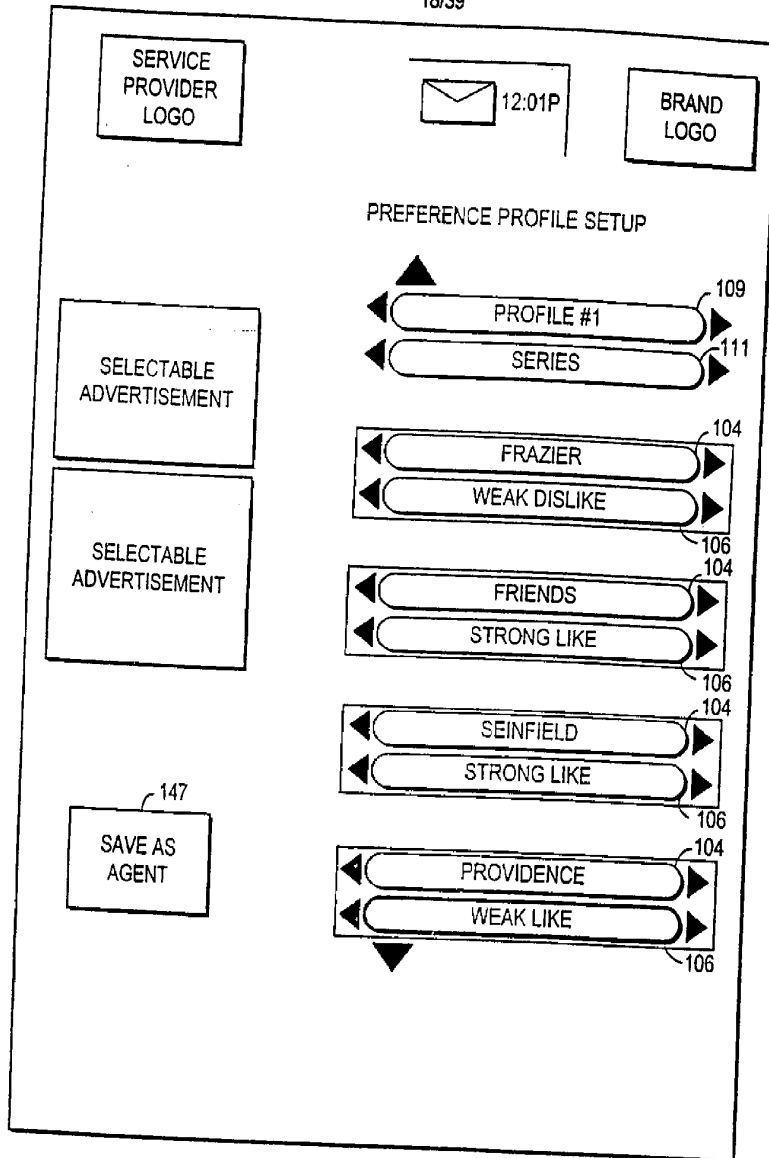 18/39
SERVICE
PROVIDER
LOGO
12:01P
BRAND
LOGO
PREFERENCE PROFILE SETUP
109
PROFILE #1
111
SERIES
SELECTABLE
ADVERTISEMENT
104
FRAZIER
WEAK DISLIKE
106
SELECTABLE
ADVERTISEMENT
104
FRIENDS
STRONG LIKE
106
104
SEINFIELD
STRONG LIKE
106
147
SAVE AS
AGENT
104
PROVIDENCE
WEAK LIKE
106